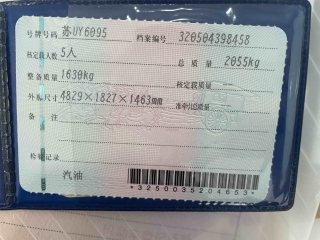 号牌号码 苏UY6095 档案编号 320504398458
核定载人数 5人 总质量 2055kg
整备质量 1630kg 核定载质量 —
外廓尺寸 4829×1827×1463mm 准牵引总质量 —
备注
检验记录
汽油
*3250035204653*